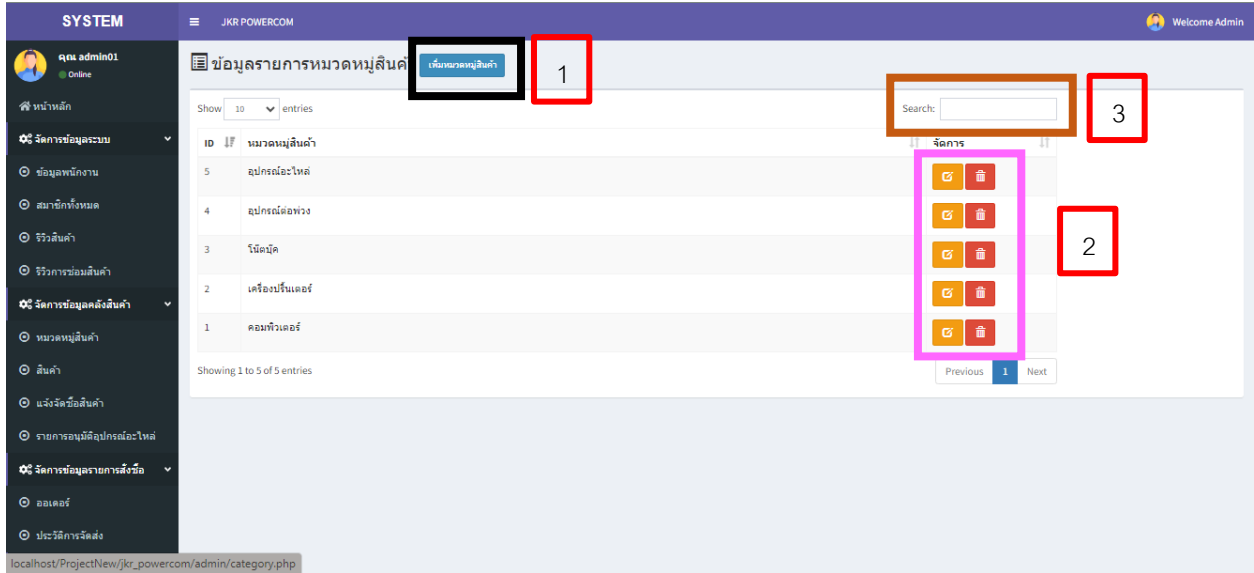 SYSTEM
JKR POWERCOM
Welcome Admin
คุณ admin01
Online
ข้อมูลรายการหมวดหมู่สินค้
เพิ่มหมวดหมู่สินค้า
1
หน้าหลัก
Show 10 entries
Search:
3
จัดการข้อมูลระบบ
ID หมวดหมู่สินค้า จัดการ
ข้อมูลพนักงาน
5 อุปกรณ์อะไหล่
สมาชิกทั้งหมด
4 อุปกรณ์ต่อพ่วง
รีวิวสินค้า
3 โน๊ตบุ๊ค
2
รีวิวการซ่อมสินค้า
2 เครื่องปริ้นเตอร์
จัดการข้อมูลคลังสินค้า
1 คอมพิวเตอร์
หมวดหมู่สินค้า
สินค้า
Showing 1 to 5 of 5 entries
Previous 1 Next
แจ้งจัดซื้อสินค้า
รายการอนุมัติอุปกรณ์อะไหล่
จัดการข้อมูลรายการสั่งซื้อ
ออเดอร์
ประวัติการจัดส่ง
localhost/ProjectNew/jkr_powercom/admin/category.php